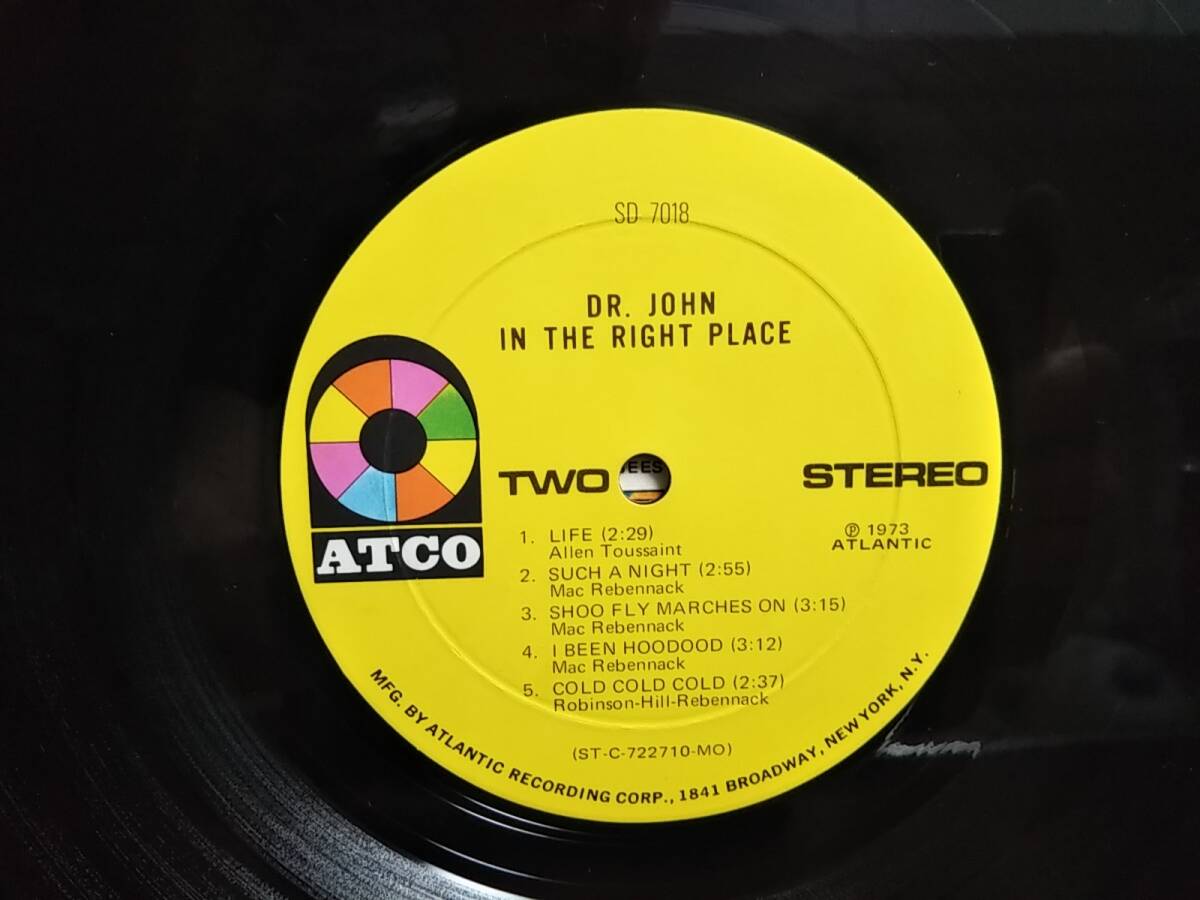 SD 7018
DR. JOHN
IN THE RIGHT PLACE
ATCO
TWO
EES
STEREO
℗ 1973
ATLANTIC
1. LIFE (2:29)
Allen Toussaint
2. SUCH A NIGHT (2:55)
Mac Rebennack
3. SHOO FLY MARCHES ON (3:15)
Mac Rebennack
4. I BEEN HOODOOD (3:12)
Mac Rebennack
5. COLD COLD COLD (2:37)
Robinson-Hill-Rebennack
(ST-C-722710-MO)
MFG. BY ATLANTIC RECORDING CORP., 1841 BROADWAY, NEW YORK, N.Y.